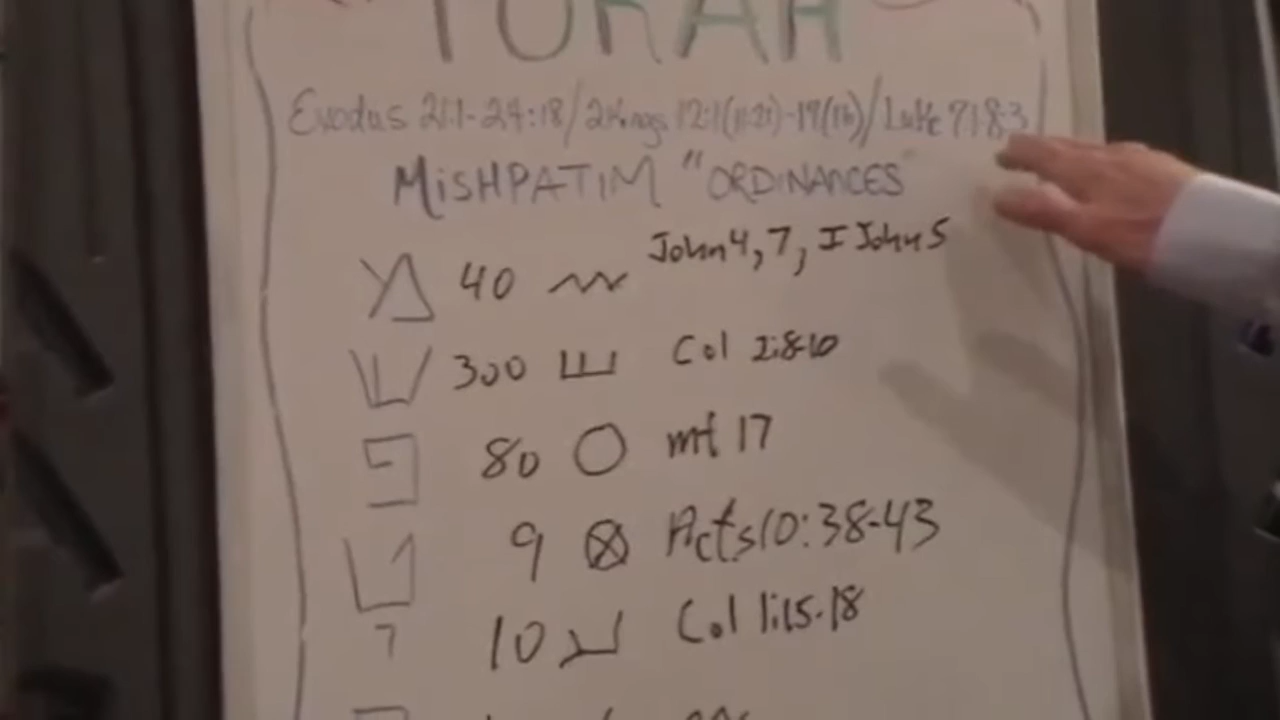 TORAH
Exodus 21:1-24:18/2Kings 12:1(11:21)-17(16)/Luke 7:1-8:3
MiSHPATIM "ORDINANCES"
מ 40 John 4, 7, I John 5
ש 300 Col 1:8-10
פ 80 mt 17
ט 9 Acts 10:38-43
י 10 Col 1:15-18